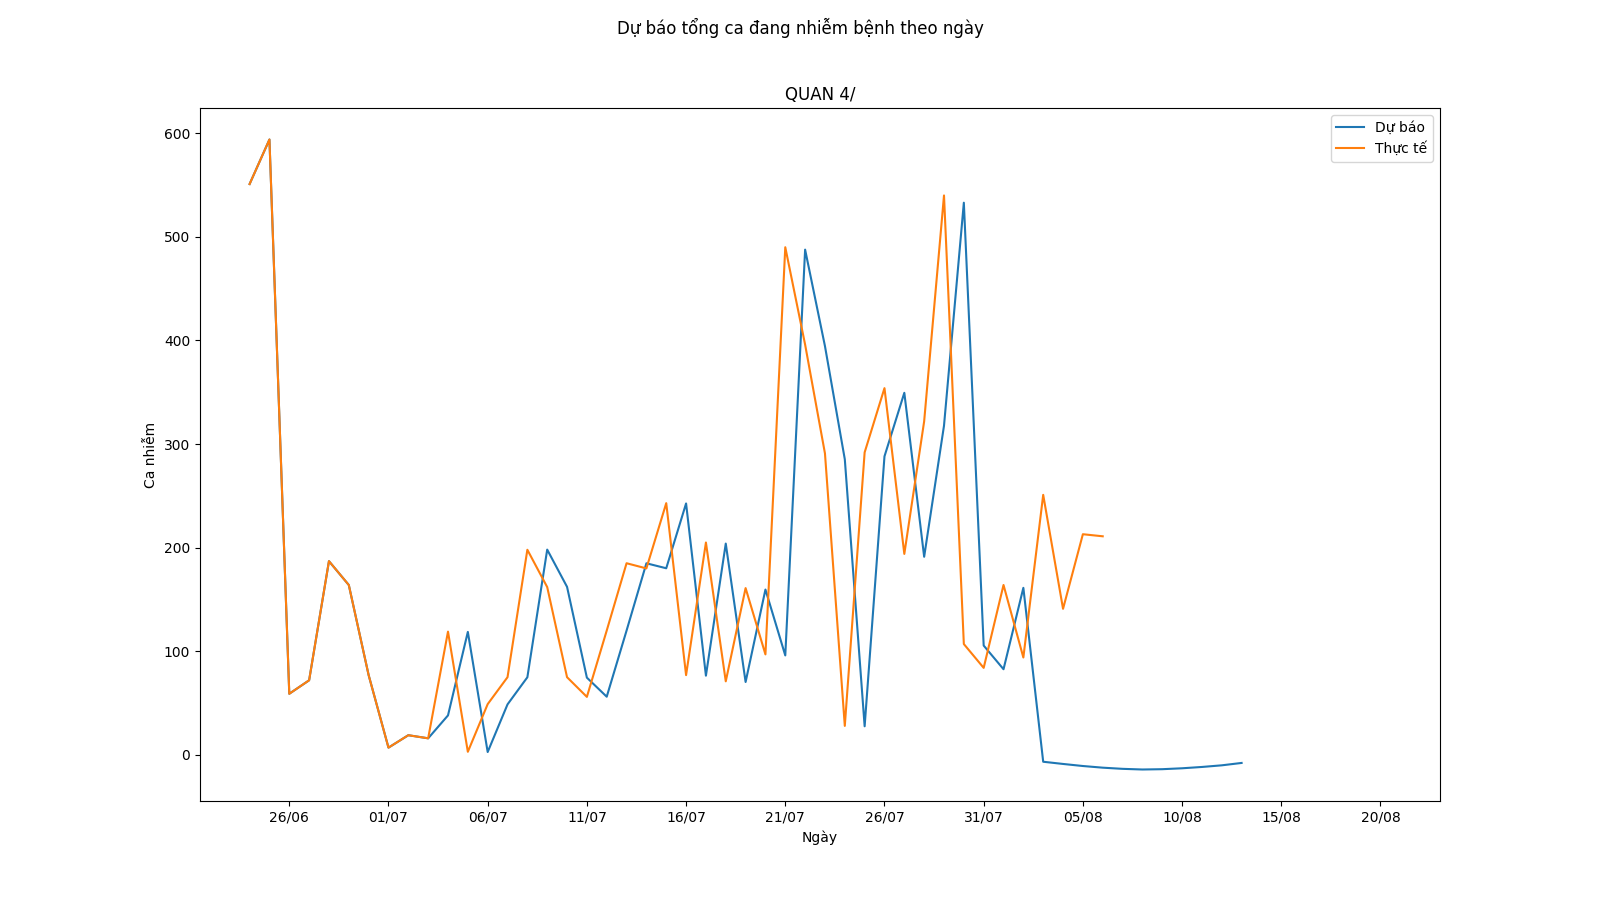 Dự báo tổng ca đang nhiễm bệnh theo ngày
QUAN 4/
Dự báo
Thực tế
600
500
400
300
200
100
0
Ca nhiễm
26/06 01/07 06/07 11/07 16/07 21/07 26/07 31/07 05/08 10/08 15/08 20/08
Ngày